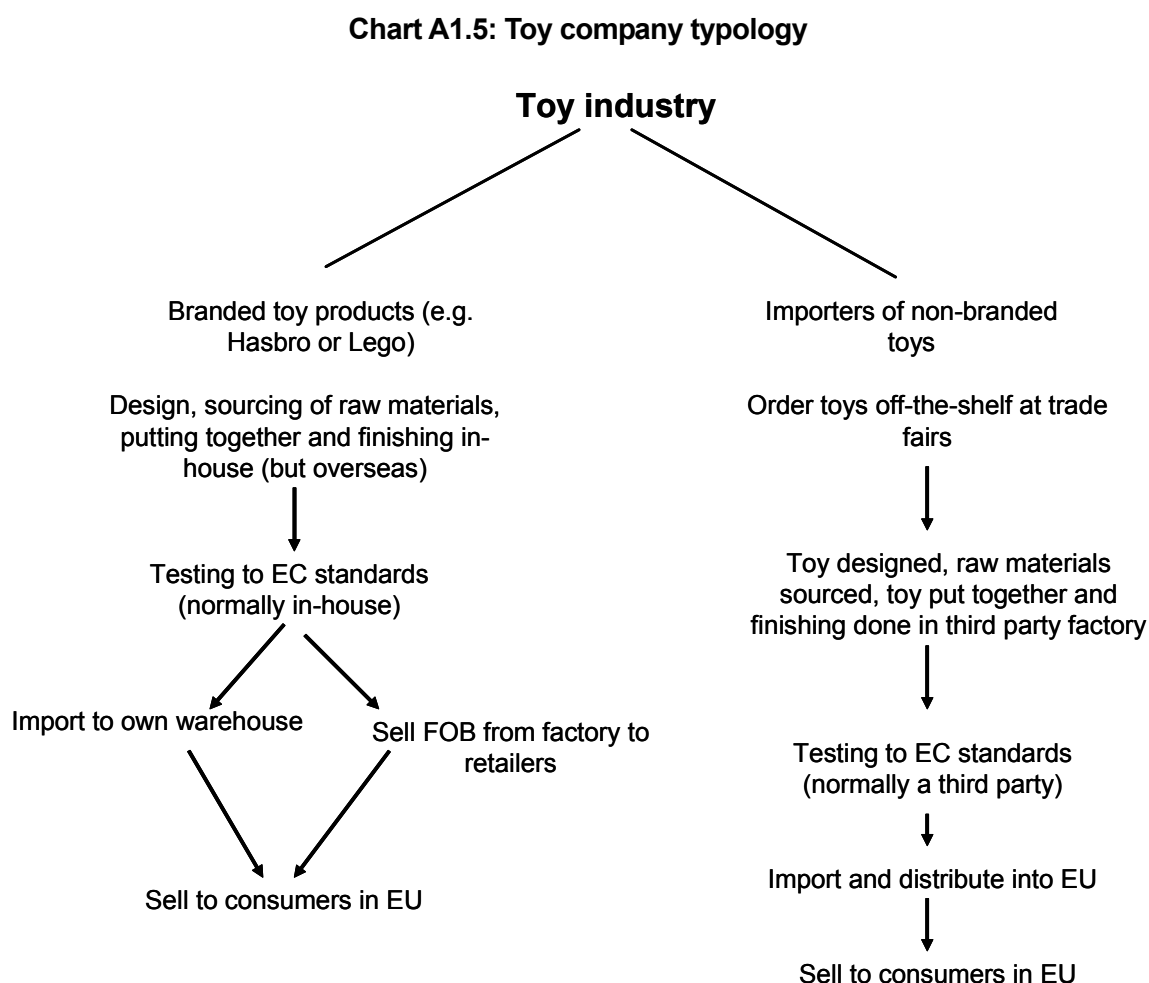 Chart A1.5: Toy company typology
Toy industry
Branded toy products (e.g.
Hasbro or Lego)
Design, sourcing of raw materials,
putting together and finishing in-
house (but overseas)
Testing to EC standards
(normally in-house)
Import to own warehouse
Sell FOB from factory to
retailers
Sell to consumers in EU
Importers of non-branded
toys
Order toys off-the-shelf at trade
fairs
Toy designed, raw materials
sourced, toy put together and
finishing done in third party factory
Testing to EC standards
(normally a third party)
Import and distribute into EU
Sell to consumers in EU